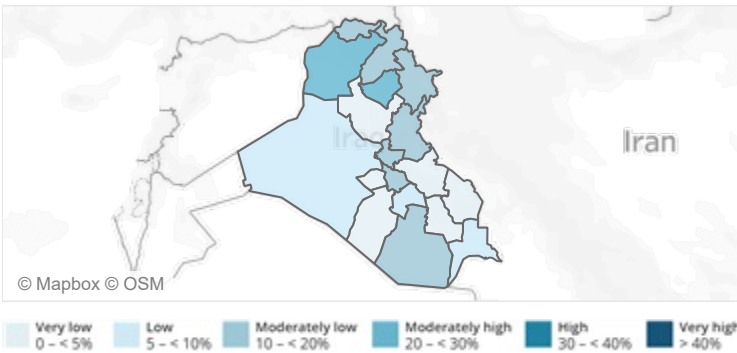 Iraq
Iran
© Mapbox © OSM
Very low
0 – < 5%
Low
5 – < 10%
Moderately low
10 – < 20%
Moderately high
20 – < 30%
High
30 – < 40%
Very high
> 40%